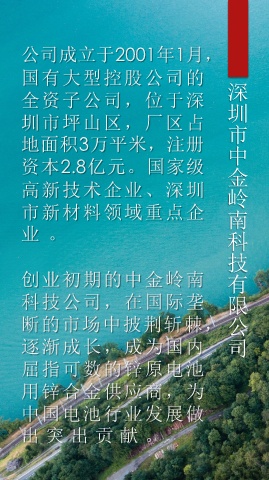 公司成立于2001年1月，
国有大型控股公司的
全资子公司，位于深
圳市坪山区，厂区占
地面积3万平米，注册
资本2.8亿元。国家级
高新技术企业、深圳
市新材料领域重点企
业。
创业初期的中金岭南
科技公司，在国际垄
断的市场中披荆斩棘，
逐渐成长，成为国内
屈指可数的锌原电池
用锌合金供应商，为
中国电池行业发展做
出突出贡献。
深圳市中金岭南科技有限公司